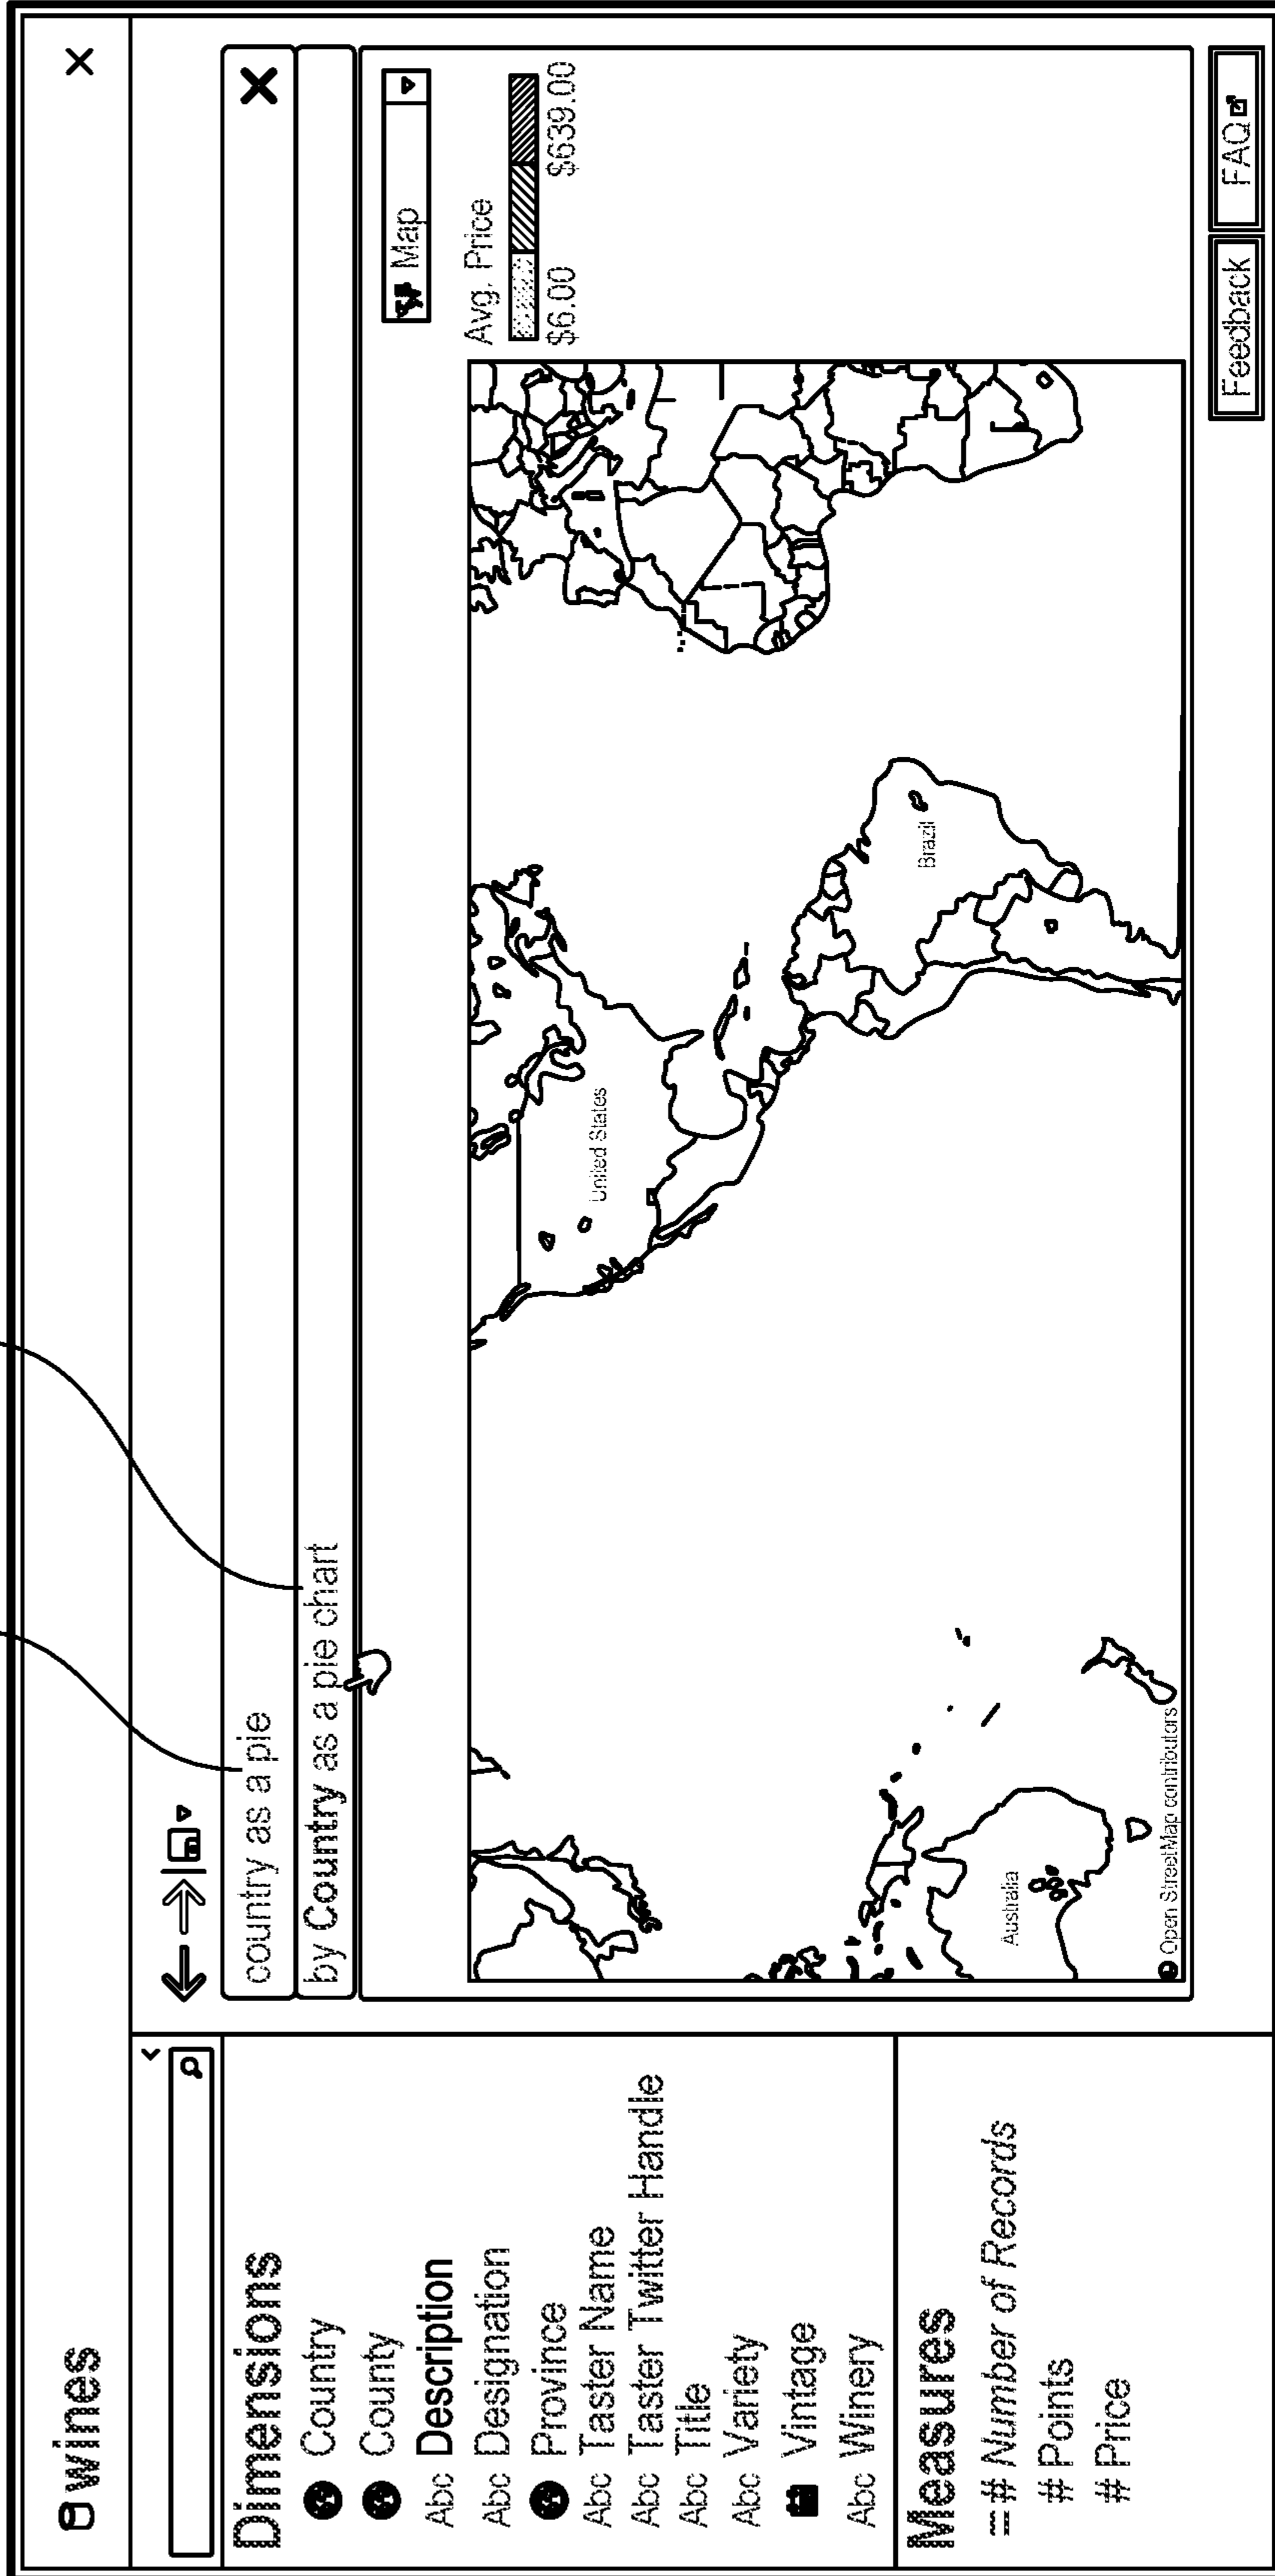 wines
Dimensions
Country
County
Abc Description
Abc Designation
Province
Abc Taster Name
Abc Taster Twitter Handle
Abc Title
Abc Variety
Vintage
Abc Winery
Measures
=# Number of Records
# Points
# Price
country as a pie
by Country as a pie chart
Map
Avg. Price
$6.00 $639.00
United States
Brazil
Australia
Open StreetMap contributors
Feedback
FAQ